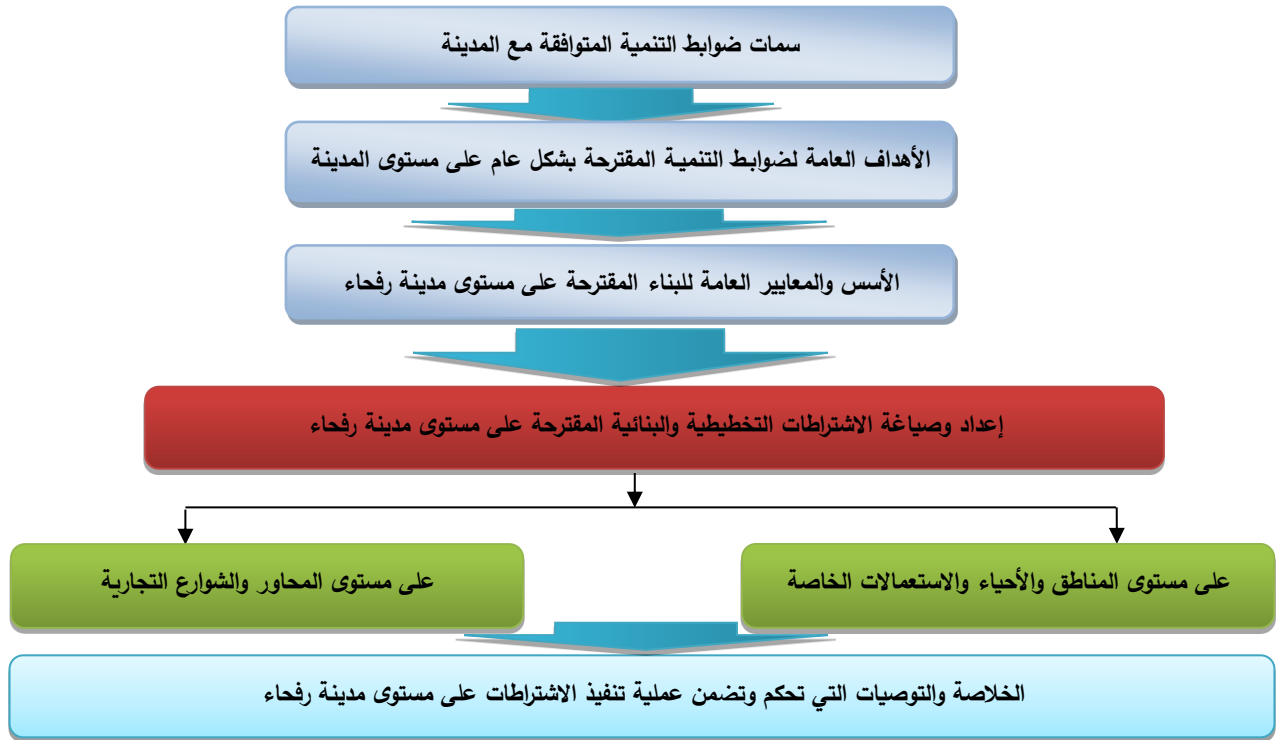 سمات ضوابط التنمية المتوافقة مع المدينة
الأهداف العامة لضوابط التنمية المقترحة بشكل عام على مستوى المدينة
الأسس والمعايير العامة للبناء المقترحة على مستوى مدينة رفحاء
إعداد وصياغة الاشتراطات التخطيطية والبنائية المقترحة على مستوى مدينة رفحاء
على مستوى المناطق والأحياء والاستعمالات الخاصة
على مستوى المحاور والشوارع التجارية
الخلاصة والتوصيات التي تحكم وتضمن عملية تنفيذ الاشتراطات على مستوى مدينة رفحاء